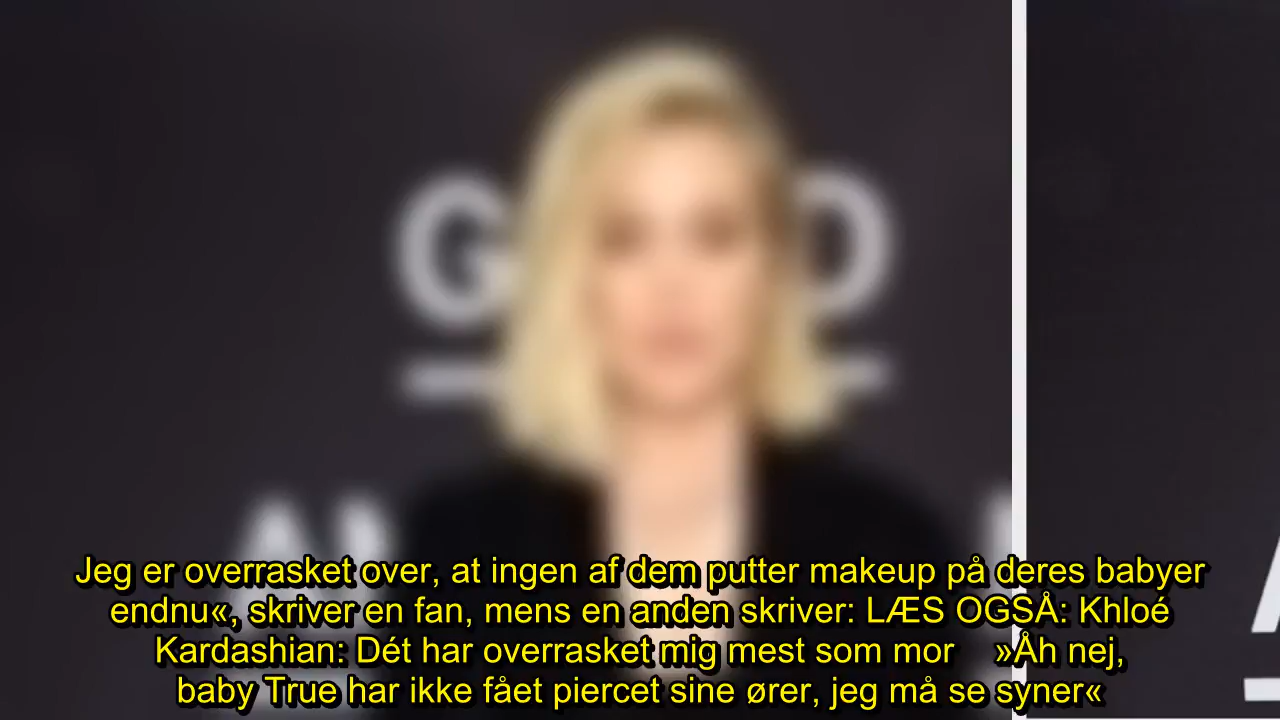 G
Jeg er overrasket over, at ingen af dem putter makeup på deres babyer
endnu«, skriver en fan, mens en anden skriver: LÆS OGSÅ: Khloé
Kardashian: Dét har overrasket mig mest som mor »Åh nej,
baby True har ikke fået piercet sine ører, jeg må se syner«